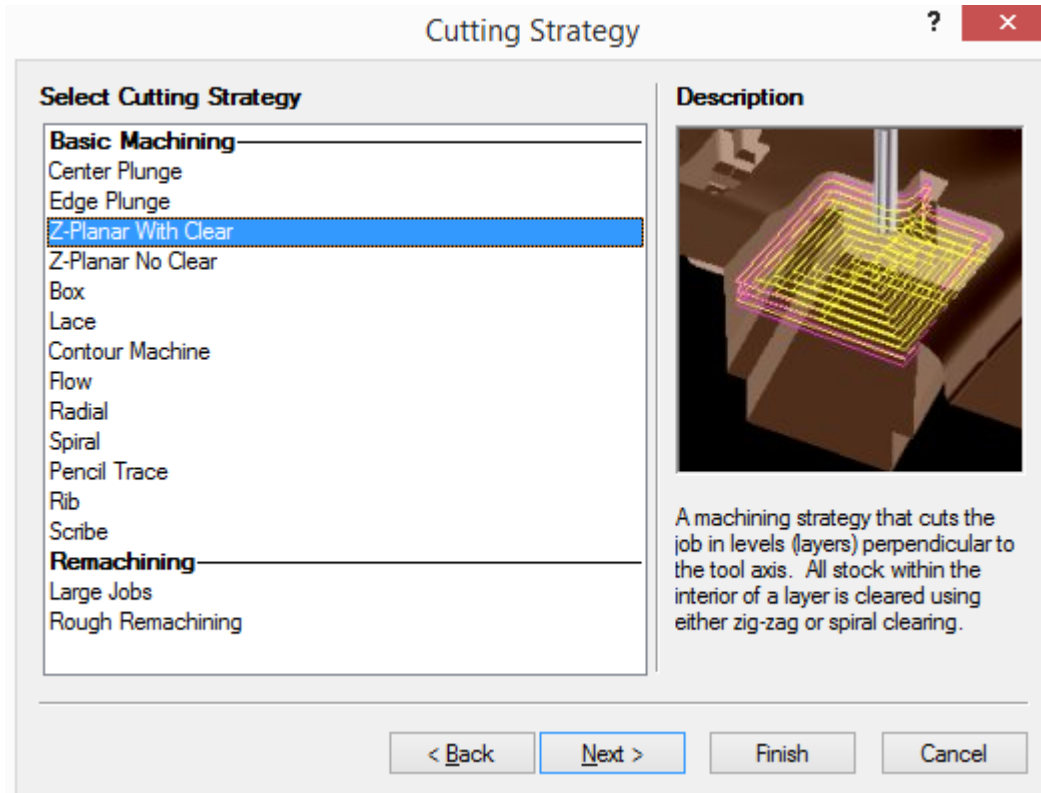 Cutting Strategy
?
×
Select Cutting Strategy
Basic Machining
Center Plunge
Edge Plunge
Z-Planar With Clear
Z-Planar No Clear
Box
Lace
Contour Machine
Flow
Radial
Spiral
Pencil Trace
Rib
Scribe
Remachining
Large Jobs
Rough Remachining
Description
A machining strategy that cuts the
job in levels (layers) perpendicular to
the tool axis.  All stock within the
interior of a layer is cleared using
either zig-zag or spiral clearing.
< Back
Next >
Finish
Cancel